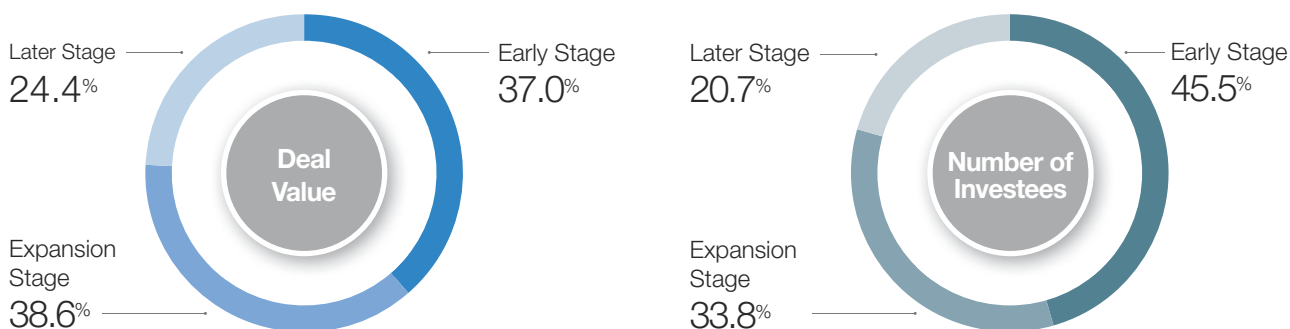 Later Stage
24.4%
Early Stage
37.0%
Deal
Value
Expansion
Stage
38.6%
Later Stage
20.7%
Early Stage
45.5%
Number of
Investees
Expansion
Stage
33.8%